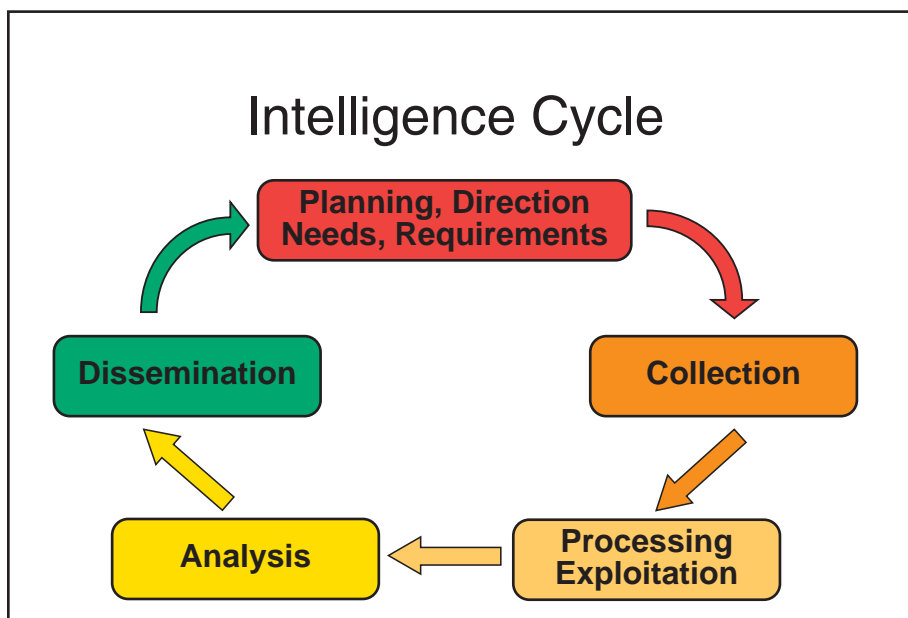 Intelligence Cycle
Planning, Direction
Needs, Requirements
Dissemination
Collection
Analysis
Processing
Exploitation